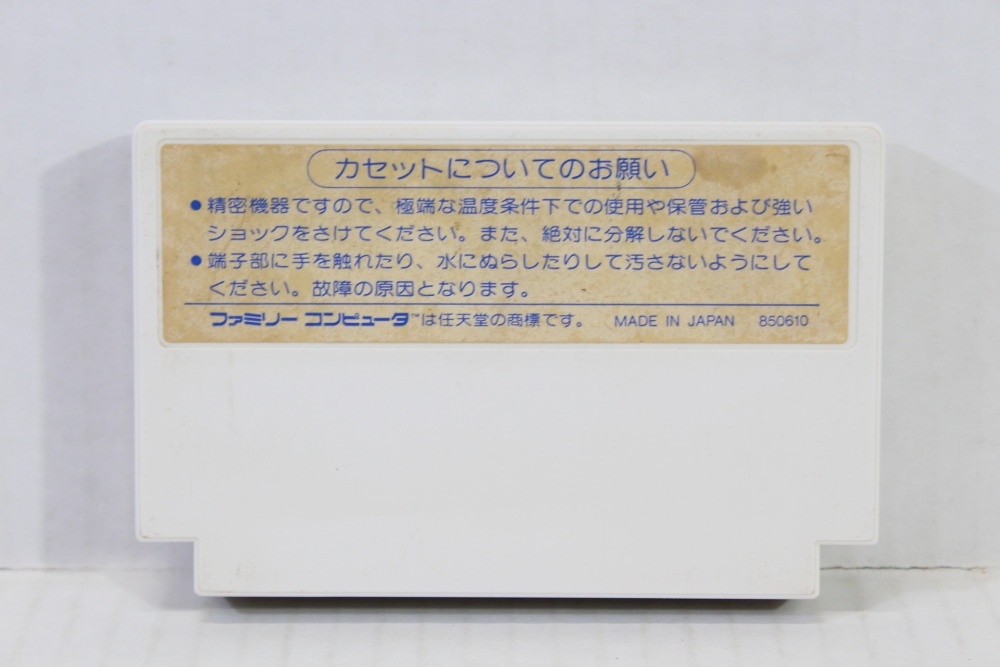 カセットについてのお願い
●精密機器ですので、極端な温度条件下での使用や保管および強い
ショックをさけてください。また、絶対に分解しないでください。
●端子部に手を触れたり、水にぬらしたりして汚さないようにして
ください。故障の原因となります。
ファミリー コンピュータ™は任天堂の商標です。 MADE IN JAPAN 850610